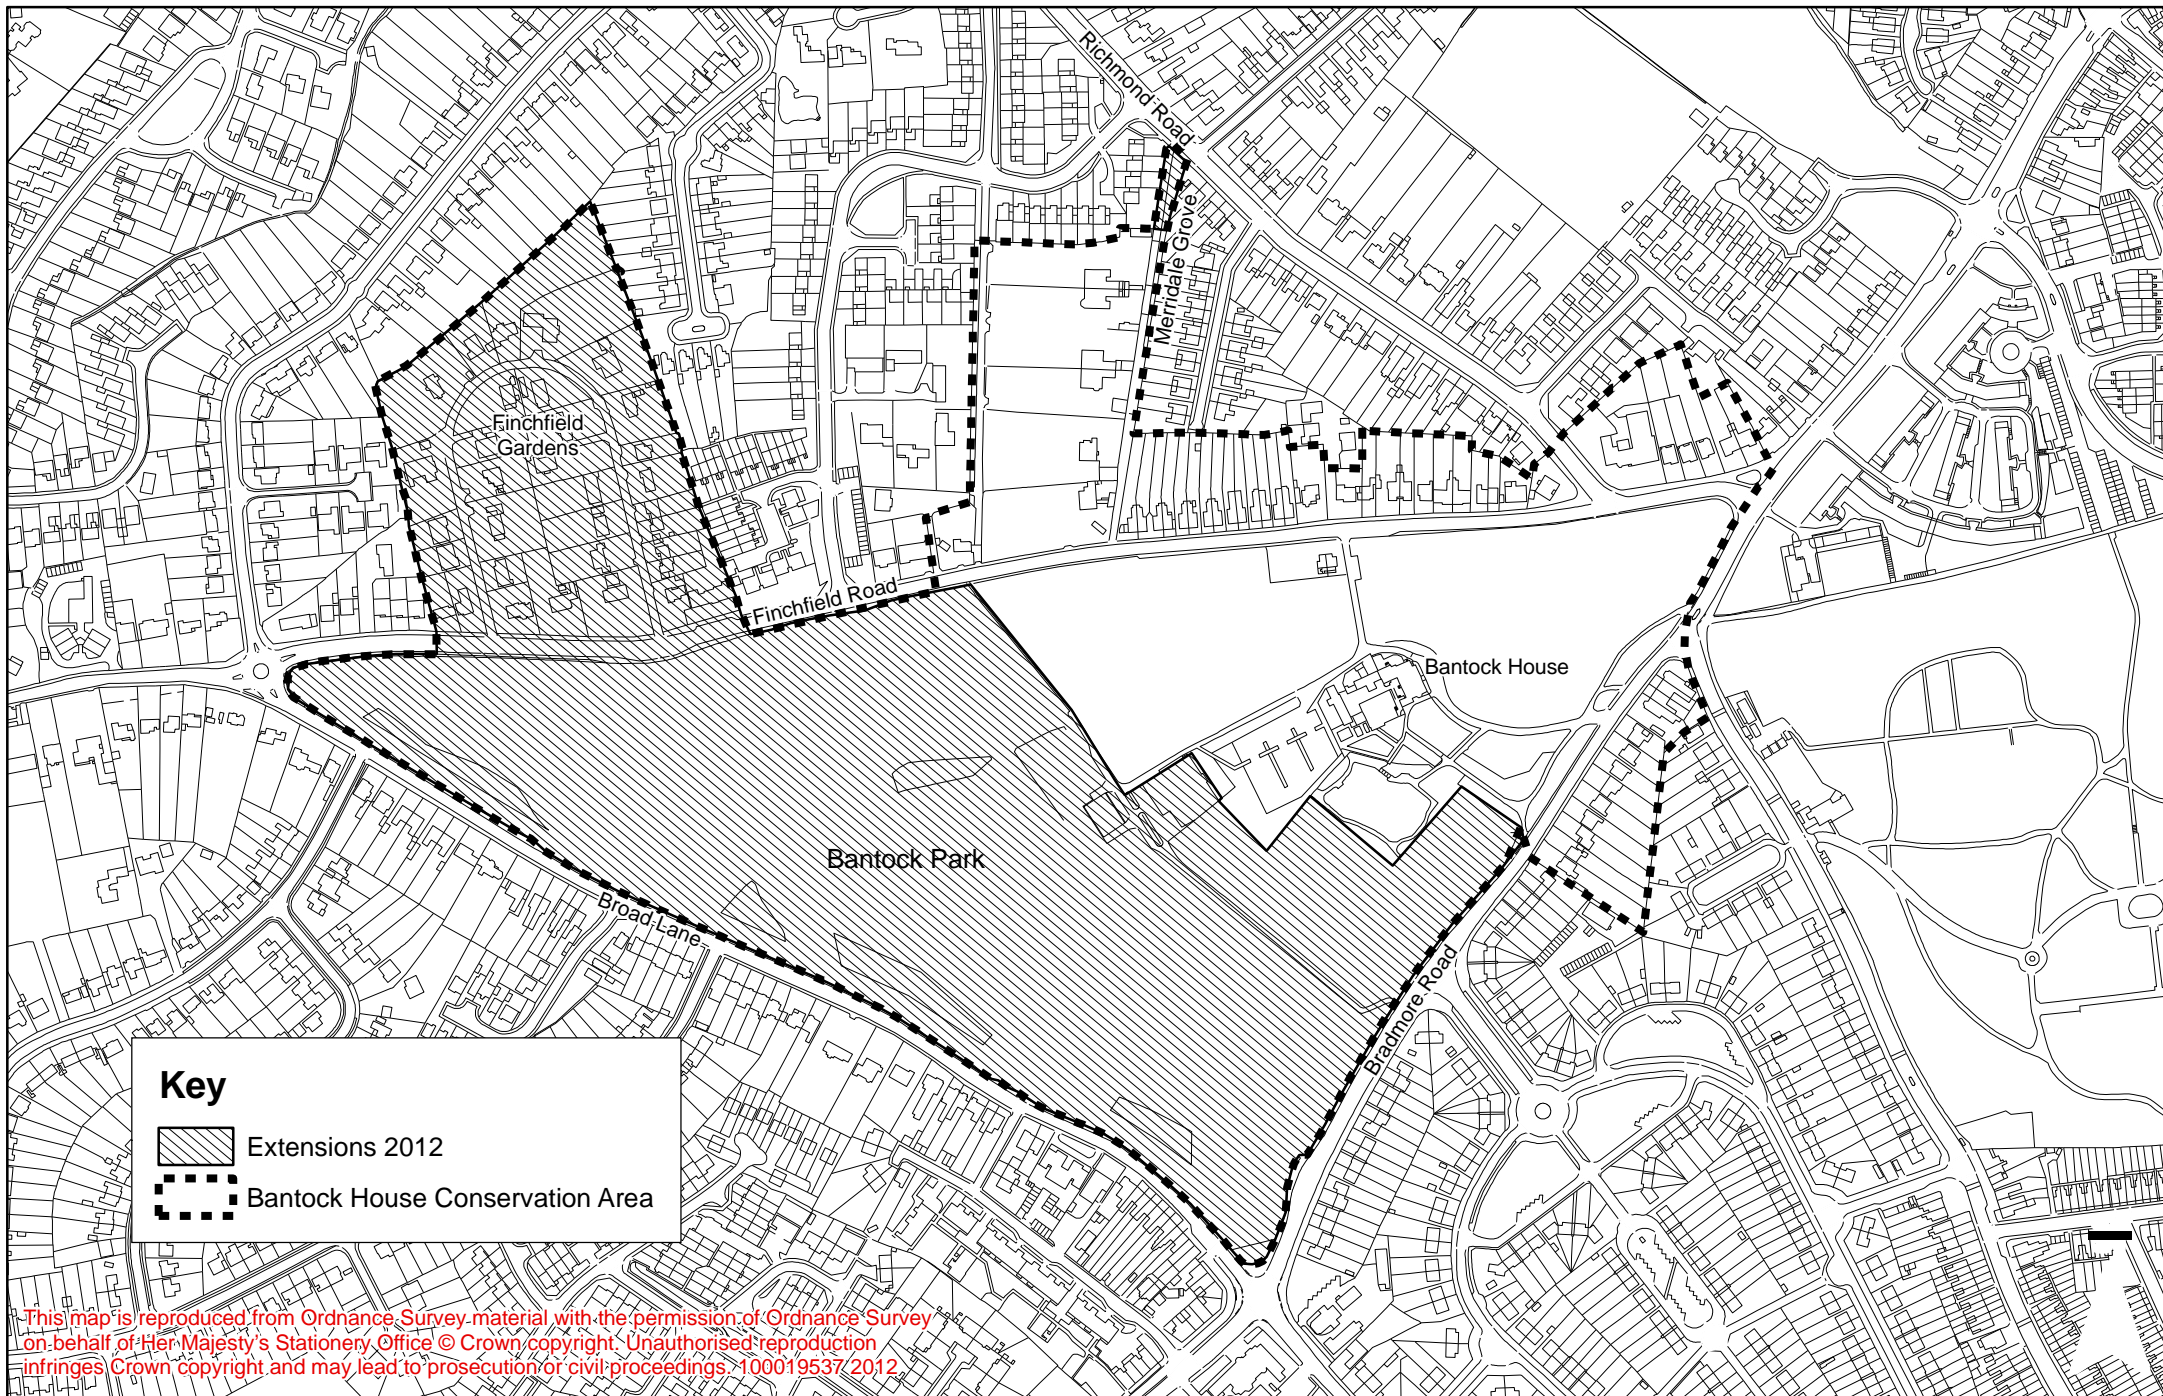 Richmond Road
Merridale Grove
Finchfield
Gardens
Finchfield Road
Bantock House
Bantock Park
Broad Lane
Bradmore Road
Key
Extensions 2012
Bantock House Conservation Area
This map is reproduced from Ordnance Survey material with the permission of Ordnance Survey
on behalf of Her Majesty's Stationery Office © Crown copyright. Unauthorised reproduction
infringes Crown copyright and may lead to prosecution or civil proceedings. 100019537 2012